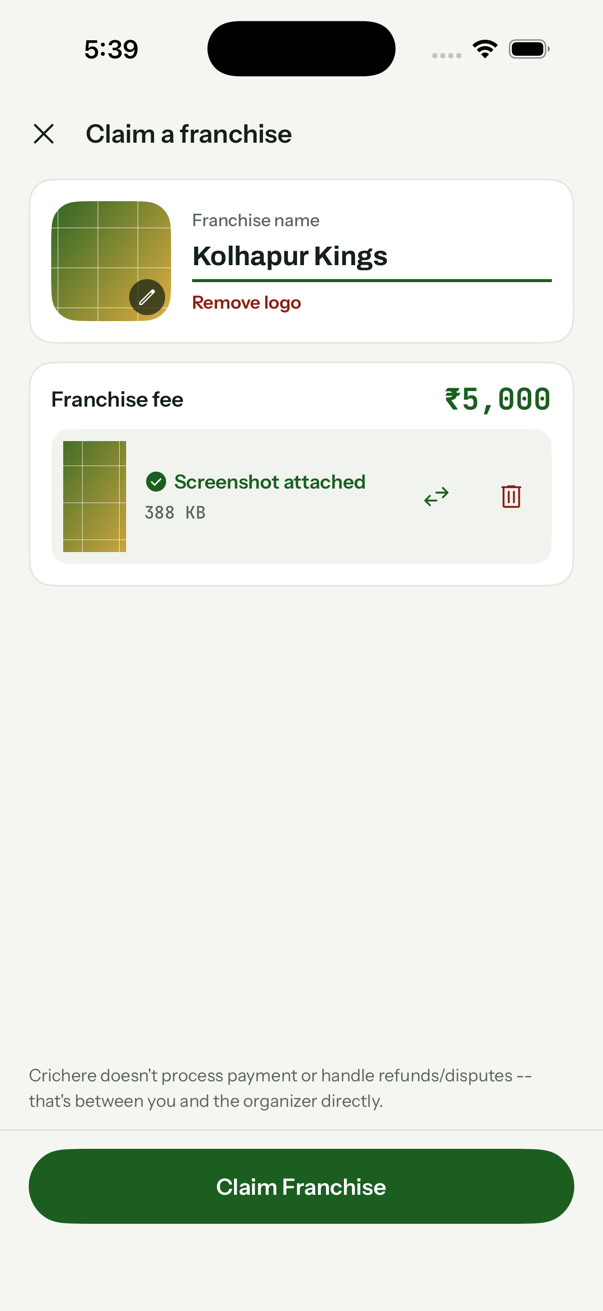 5:39
Claim a franchise
Franchise name
Kolhapur Kings
Remove logo
Franchise fee
₹5,000
Screenshot attached
388 KB
Crichere doesn't process payment or handle refunds/disputes --
that's between you and the organizer directly.
Claim Franchise